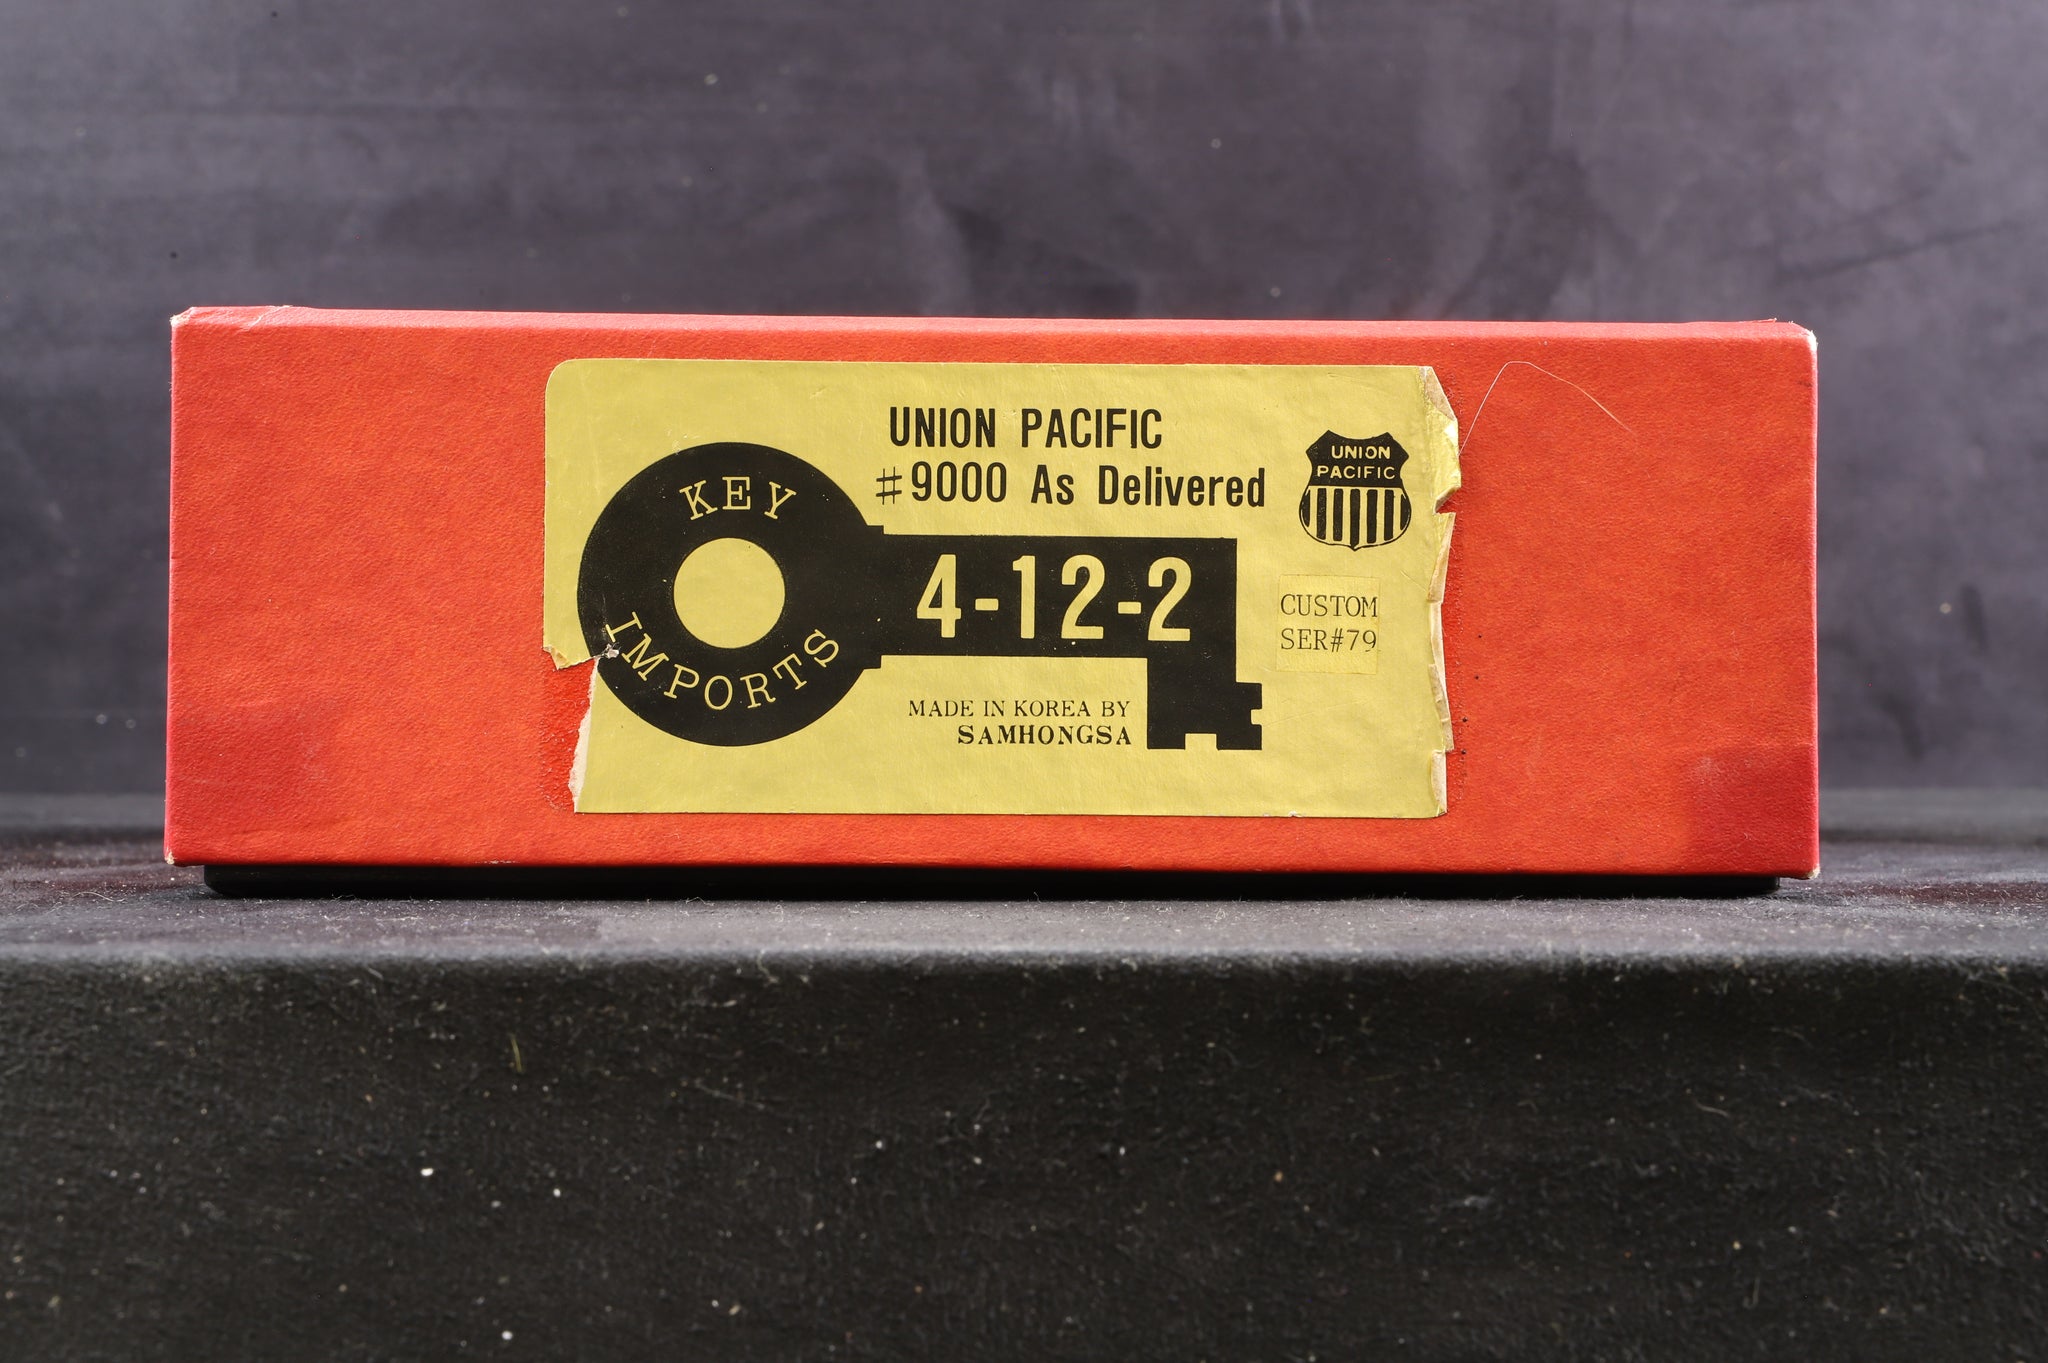 UNION PACIFIC
#9000 As Delivered
KEY
IMPORTS
4-12-2
MADE IN KOREA BY
SAMHONGSA
UNION
PACIFIC
CUSTOM
SER#79